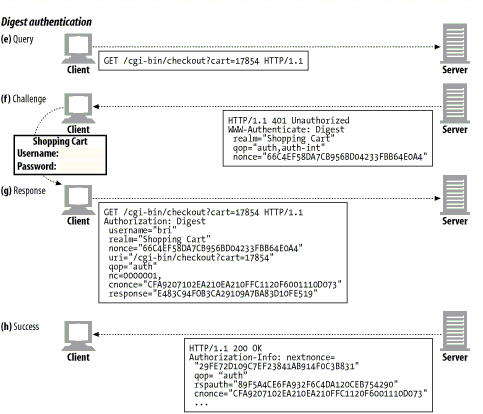 Digest authentication
(e) Query
GET /cgi-bin/checkout?cart=17854 HTTP/1.1
Client
Server
(f) Challenge
Client
Server
HTTP/1.1 401 Unauthorized
WWW-Authenticate: Digest
realm="Shopping Cart"
qop="auth,auth-int"
nonce="66C4EF58DA7CB956BD04233FBB64E0A4"
Shopping Cart
Username:
Password:
(g) Response
Client
Server
GET /cgi-bin/checkout?cart=17854 HTTP/1.1
Authorization: Digest
username="bri"
realm="Shopping Cart"
nonce="66C4EF58DA7CB956BD04233FBB64E0A4"
uri="/cgi-bin/checkout?cart=17854"
qop="auth"
nc=0000001,
cnonce="CFA9207102EA210EA210FFC1120F6001110D073"
response="E483C94F0B3CA29109A7BA83D10FE519"
(h) Success
Client
Server
HTTP/1.1 200 OK
Authorization-Info: nextnonce=
"29FE72D109C7EF23841AB914F0C3B831"
qop= “auth”
rspauth="89F5A4CE6FA932F6C4DA120CEB754290"
cnonce="CFA9207102EA210EA210FFC1120F6001110D073"
...